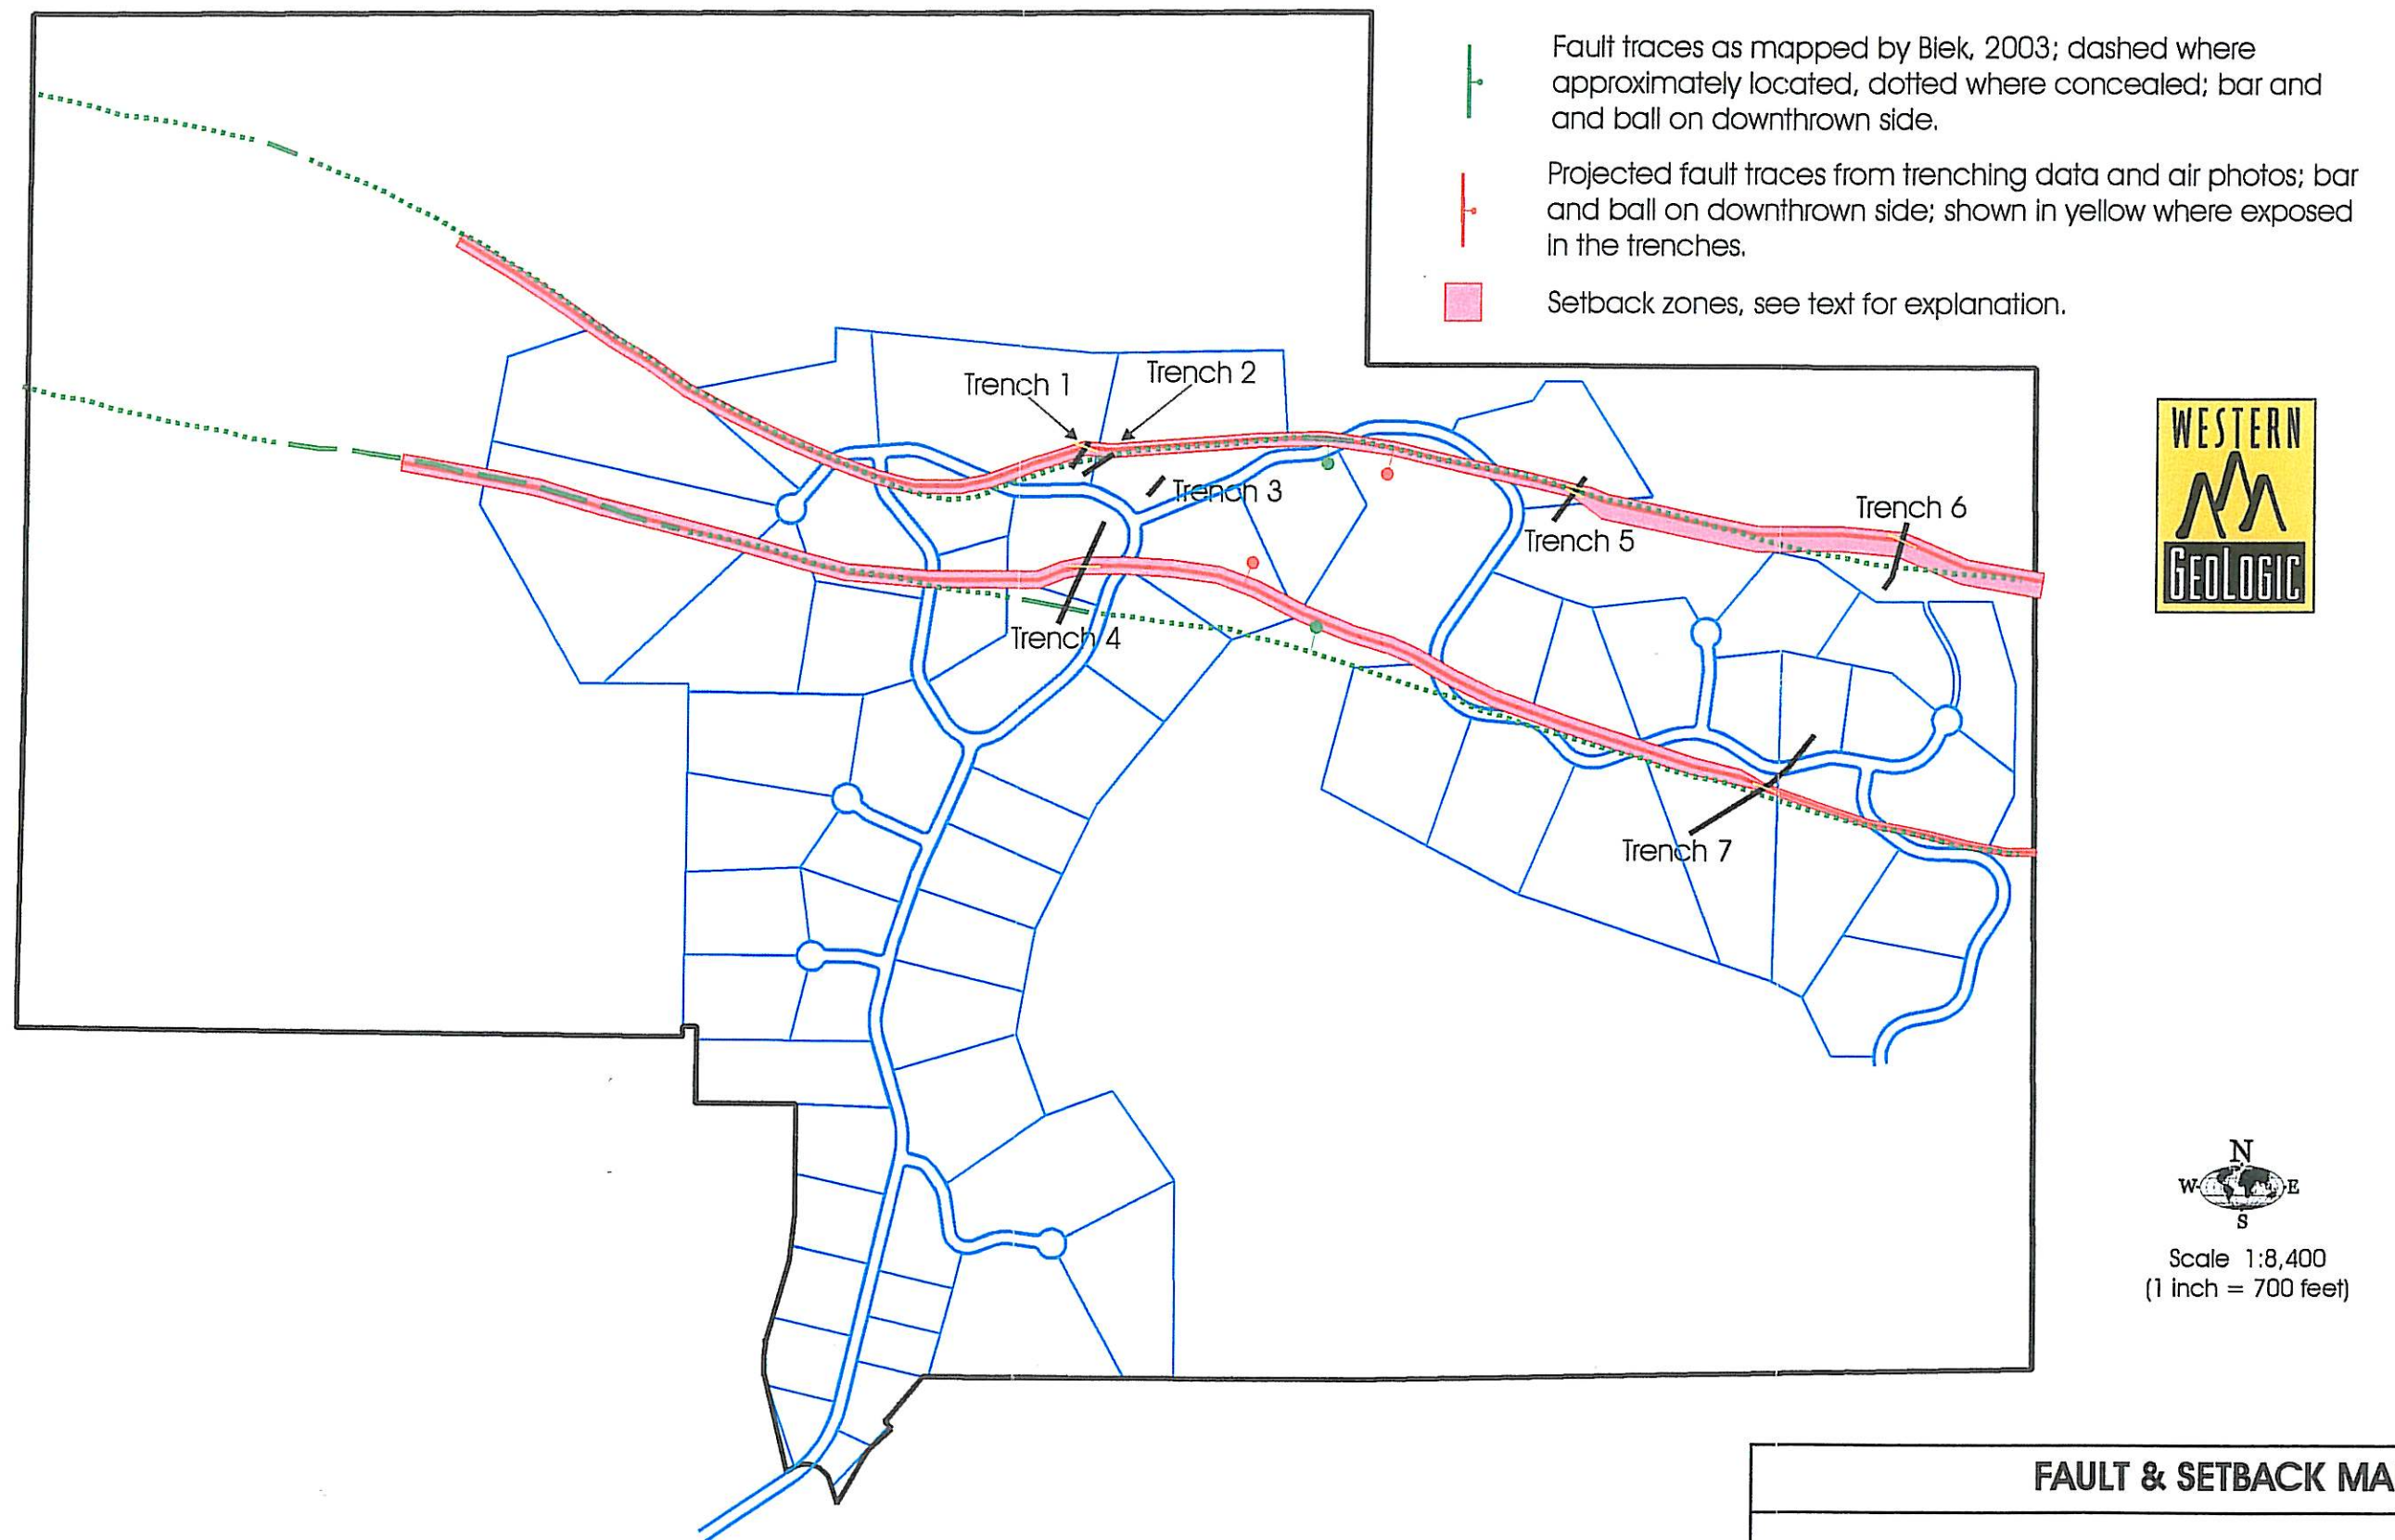 Fault traces as mapped by Biek, 2003; dashed where
approximately located, dotted where concealed; bar and
and ball on downthrown side.
Projected fault traces from trenching data and air photos; bar
and ball on downthrown side; shown in yellow where exposed
in the trenches.
Setback zones, see text for explanation.
Trench 1
Trench 2
Trench 3
Trench 4
Trench 5
Trench 6
Trench 7
WESTERN
GEOLOGIC
N
W E
S
Scale 1:8,400
(1 inch = 700 feet)
FAULT & SETBACK MA